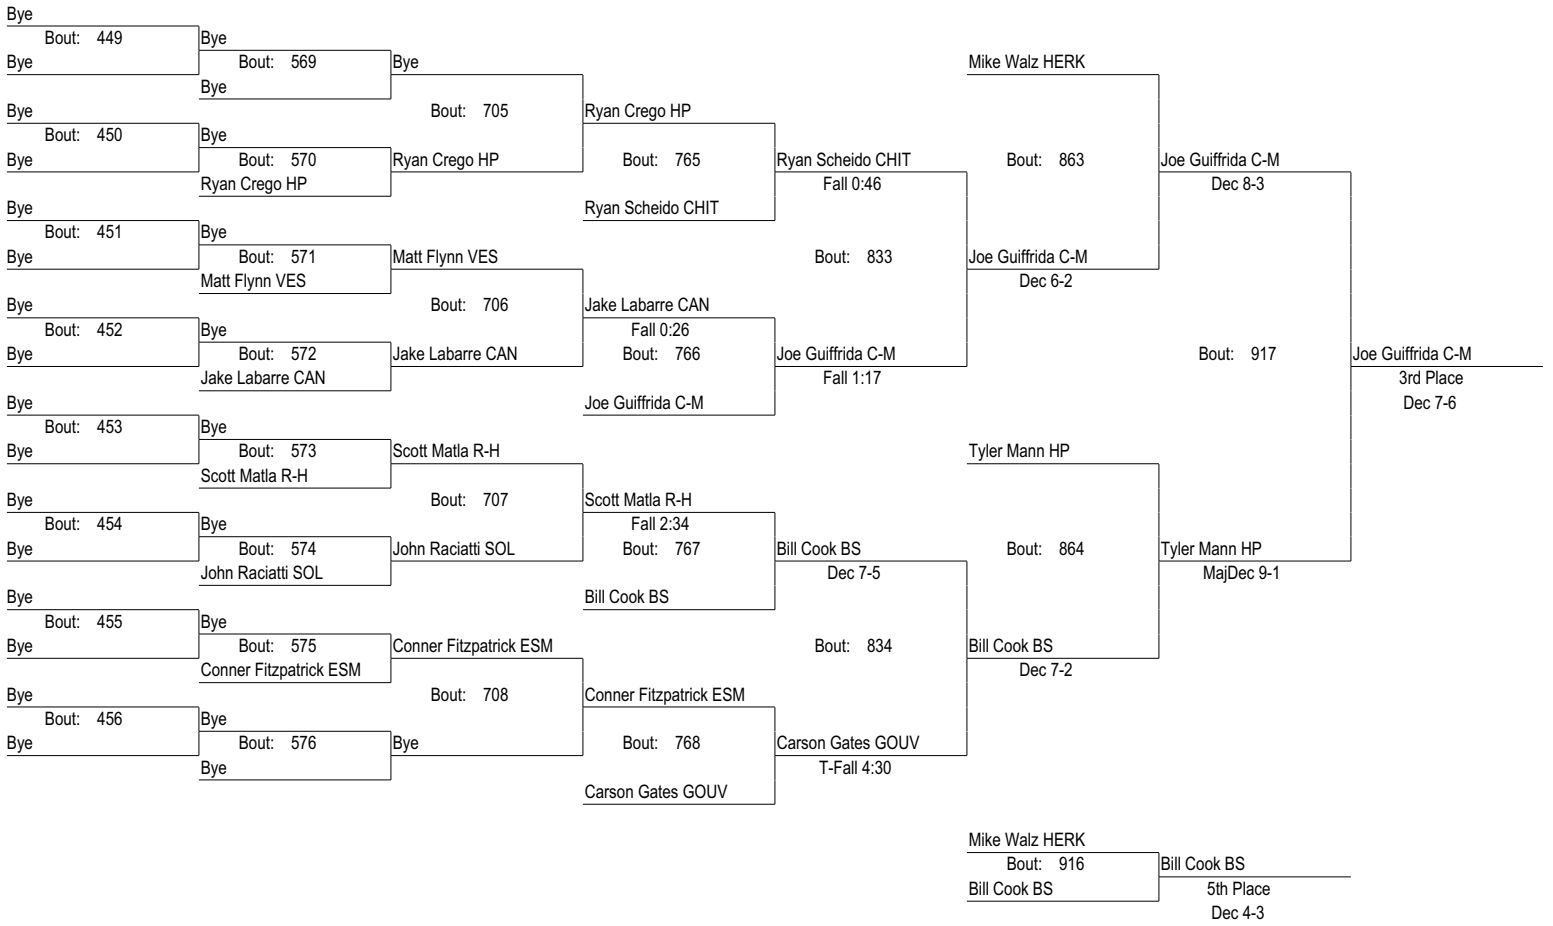 Bye
Bout: 449 Bye
Bye Bout: 569 Bye Mike Walz HERK
Bye
Bye Bout: 705 Ryan Crego HP
Bout: 450 Bye
Bye Bout: 570 Ryan Crego HP Bout: 765 Ryan Scheido CHIT Bout: 863 Joe Guiffrida C-M
Ryan Crego HP Fall 0:46 Dec 8-3
Bye Ryan Scheido CHIT
Bout: 451 Bye
Bye Bout: 571 Matt Flynn VES Bout: 833 Joe Guiffrida C-M
Matt Flynn VES Dec 6-2
Bye Bout: 706 Jake Labarre CAN
Bout: 452 Bye Fall 0:26
Bye Bout: 572 Jake Labarre CAN Bout: 766 Joe Guiffrida C-M Bout: 917 Joe Guiffrida C-M
Jake Labarre CAN Fall 1:17 3rd Place
Bye Joe Guiffrida C-M Dec 7-6
Bout: 453 Bye
Bye Bout: 573 Scott Matla R-H Tyler Mann HP
Scott Matla R-H
Bye Bout: 707 Scott Matla R-H
Bout: 454 Bye Fall 2:34
Bye Bout: 574 John Raciatti SOL Bout: 767 Bill Cook BS Bout: 864 Tyler Mann HP
John Raciatti SOL Dec 7-5 MajDec 9-1
Bye Bill Cook BS
Bout: 455 Bye
Bye Bout: 575 Conner Fitzpatrick ESM Bout: 834 Bill Cook BS
Conner Fitzpatrick ESM Dec 7-2
Bye Bout: 708 Conner Fitzpatrick ESM
Bout: 456 Bye
Bye Bout: 576 Bye Bout: 768 Carson Gates GOUV
Bye T-Fall 4:30
Carson Gates GOUV
Mike Walz HERK
Bout: 916 Bill Cook BS
Bill Cook BS 5th Place
Dec 4-3